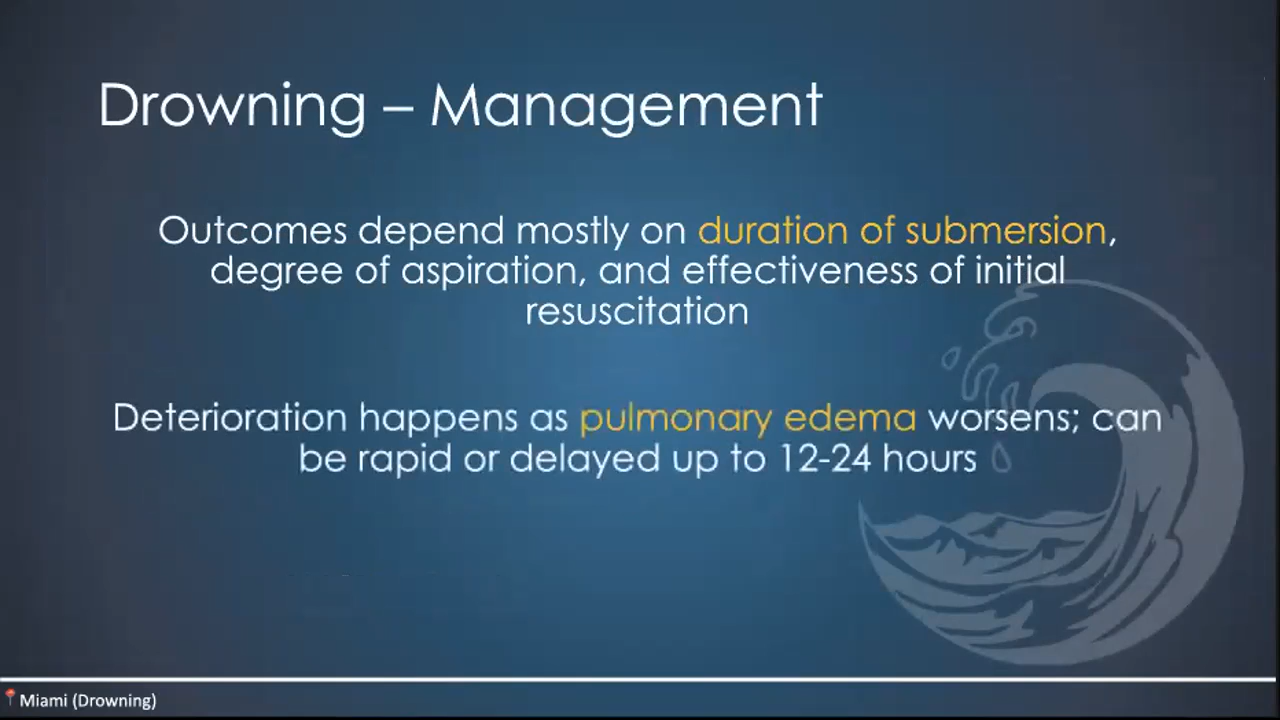 Drowning – Management
Outcomes depend mostly on duration of submersion,
degree of aspiration, and effectiveness of initial
resuscitation
Deterioration happens as pulmonary edema worsens; can
be rapid or delayed up to 12-24 hours
Miami (Drowning)